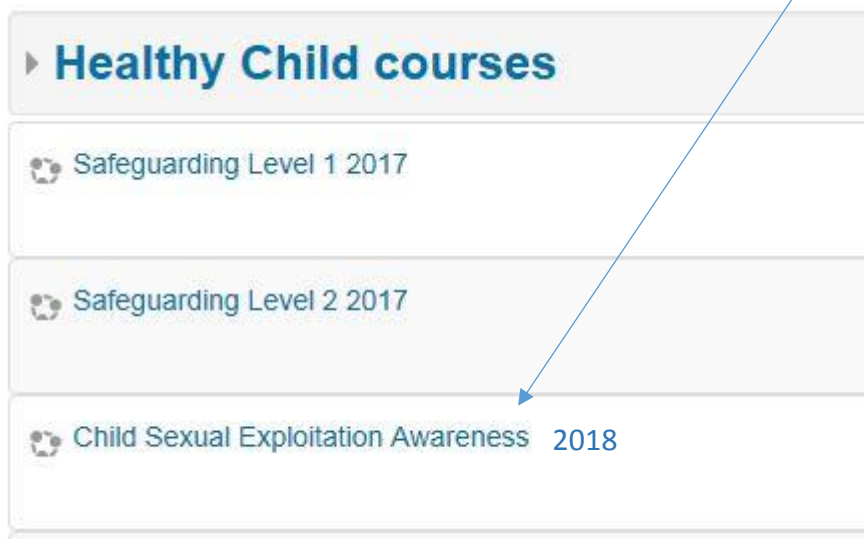 Healthy Child courses
Safeguarding Level 1 2017
Safeguarding Level 2 2017
Child Sexual Exploitation Awareness 2018